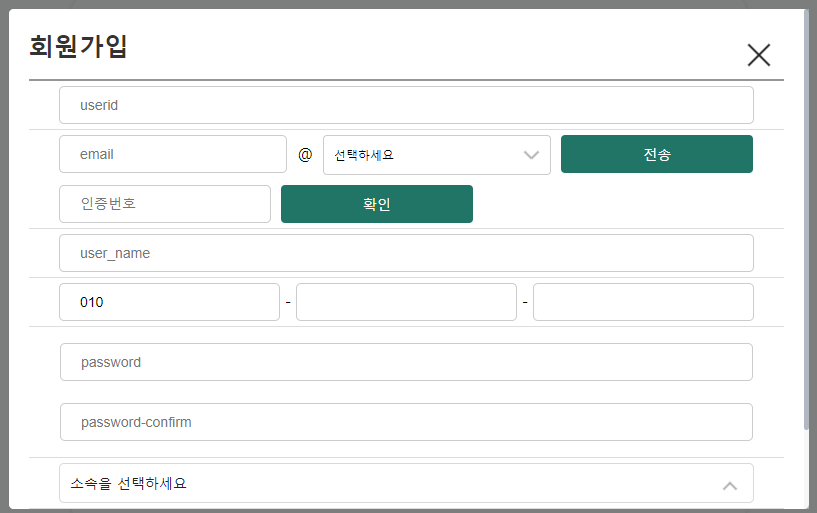 회원가입
userid
email @ 선택하세요 전송
인증번호 확인
user_name
010 - -
password
password-confirm
소속을 선택하세요